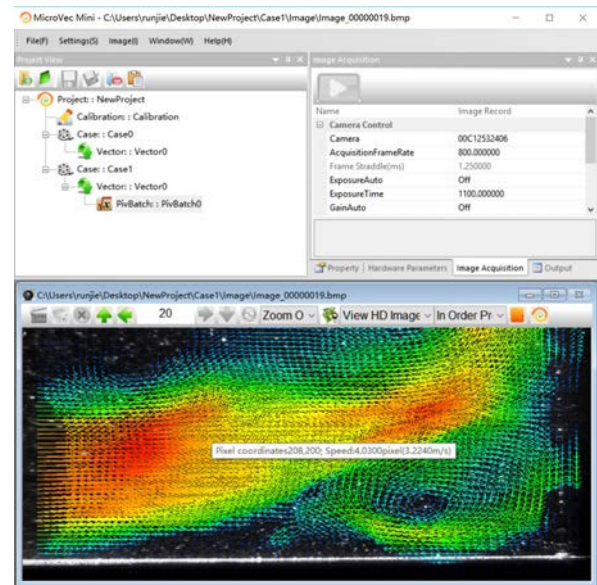 MicroVec Mini - C:\Users\runjie\Desktop\NewProject\Case1\Image\Image_00000019.bmp
File(F) Settings(S) Image(I) Window(W) Help(H)
Project View
Image Acquisition
Project: : NewProject
Calibration: : Calibration
Case: : Case0
Vector: : Vector0
Case: : Case1
Vector: : Vector0
PivBatch: : PivBatch0
Name Image Record
Camera Control
Camera 00C12532406
AcquisitionFrameRate 800.000000
Frame Straddle(ms) 1.250000
ExposureAuto Off
ExposureTime 1100.000000
GainAuto Off
Property Hardware Parameters Image Acquisition Output
C:\Users\runjie\Desktop\NewProject\Case1\Image\Image_00000019.bmp
20 Zoom O View HD Image In Order Pr
Pixel coordinates208,200; Speed:4.0300pixel(3.2240m/s)